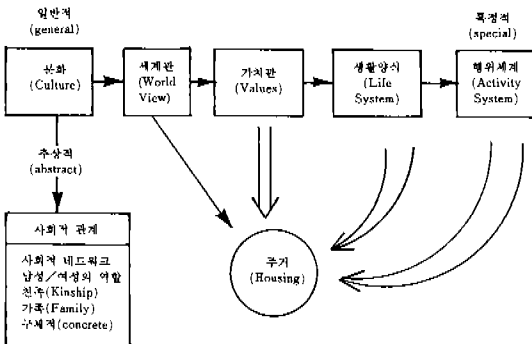 일반적
(general)
특정적
(special)
문화
(Culture)
세계관
(World
View)
가치관
(Values)
생활양식
(Life
System)
행위체계
(Activity
System)
추상적
(abstract)
사회적 관계
사회적 네트워크
남성/여성의 역할
친족(Kinship)
가족(Family)
구체적(concrete)
주거
(Housing)